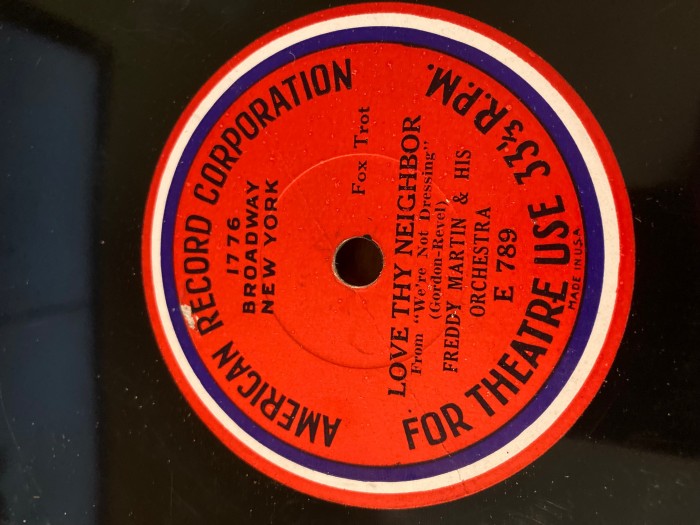 AMERICAN RECORD CORPORATION
1776
BROADWAY
NEW YORK
Fox Trot
LOVE THY NEIGHBOR
From "We're Not Dressing"
(Gordon-Revel)
FREDDY MARTIN & HIS
ORCHESTRA
E 789
FOR THEATRE USE 33⅓ R.P.M.
MADE IN U.S.A.